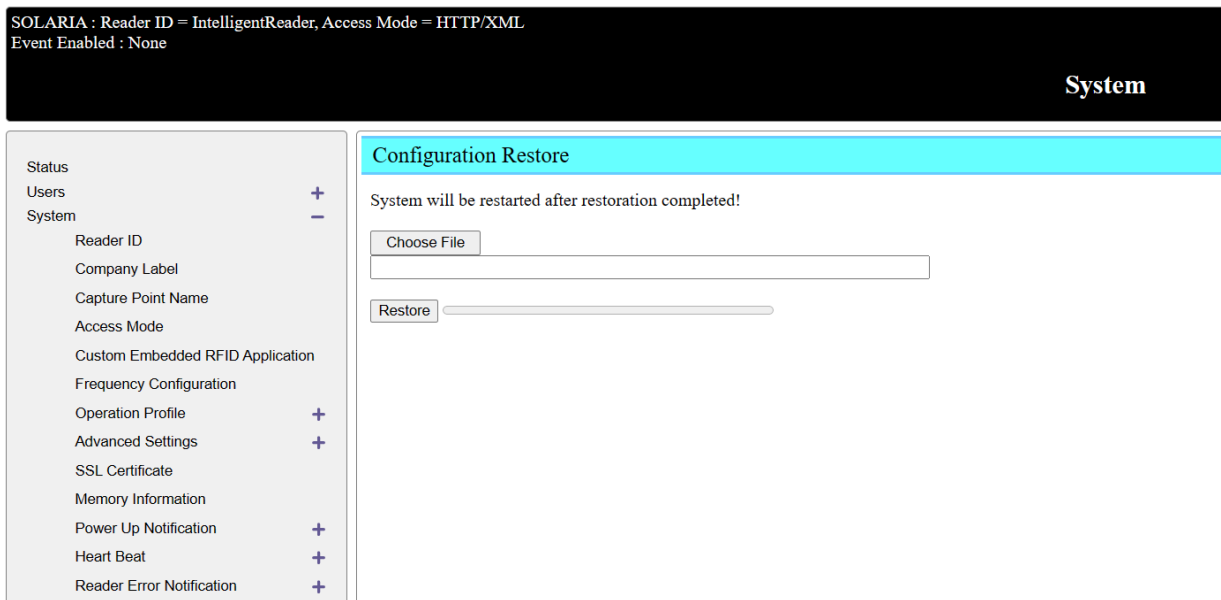 SOLARIA : Reader ID = IntelligentReader, Access Mode = HTTP/XML
Event Enabled : None
System
Status
Users
System
Reader ID
Company Label
Capture Point Name
Access Mode
Custom Embedded RFID Application
Frequency Configuration
Operation Profile
Advanced Settings
SSL Certificate
Memory Information
Power Up Notification
Heart Beat
Reader Error Notification
Configuration Restore
System will be restarted after restoration completed!
Choose File
Restore